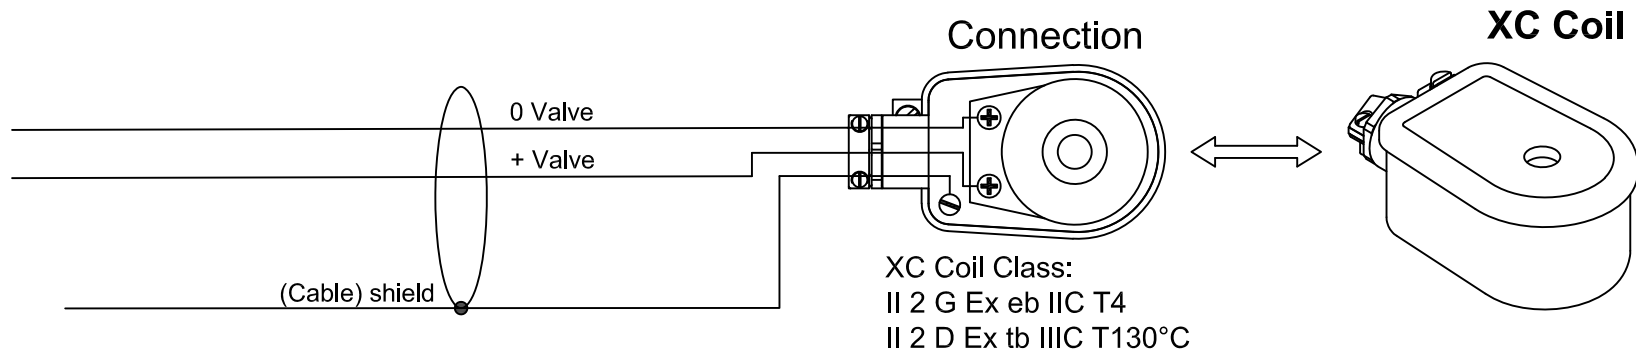 XC Coil
Connection
0 Valve
+ Valve
(Cable) shield
XC Coil Class:
II 2 G Ex eb IIC T4
II 2 D Ex tb IIIC T130°C